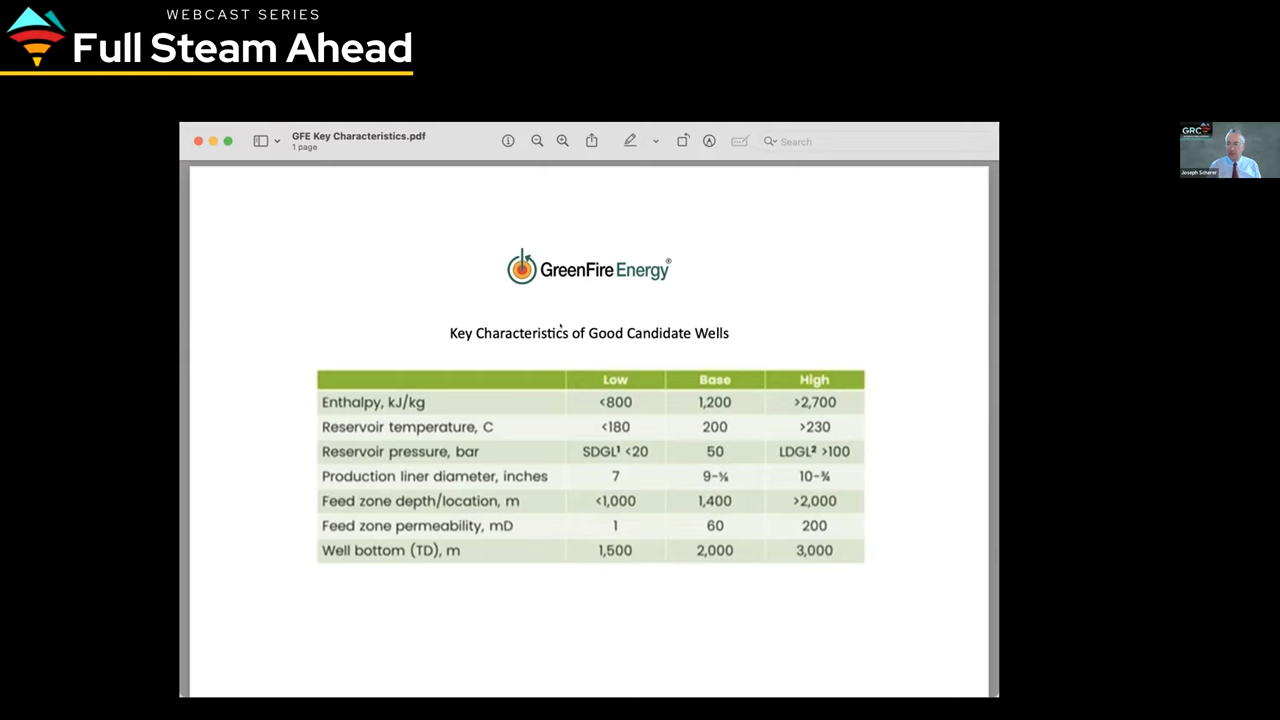 WEBCAST SERIES
Full Steam Ahead
GFE Key Characteristics.pdf
1 page
Search
GRC
Joseph Scherer
GreenFire Energy®
Key Characteristics of Good Candidate Wells
Low Base High
Enthalpy, kJ/kg <800 1,200 >2,700
Reservoir temperature, C <180 200 >230
Reservoir pressure, bar SDGL¹ <20 50 LDGL² >100
Production liner diameter, inches 7 9-⅝ 10-¾
Feed zone depth/location, m <1,000 1,400 >2,000
Feed zone permeability, mD 1 60 200
Well bottom (TD), m 1,500 2,000 3,000